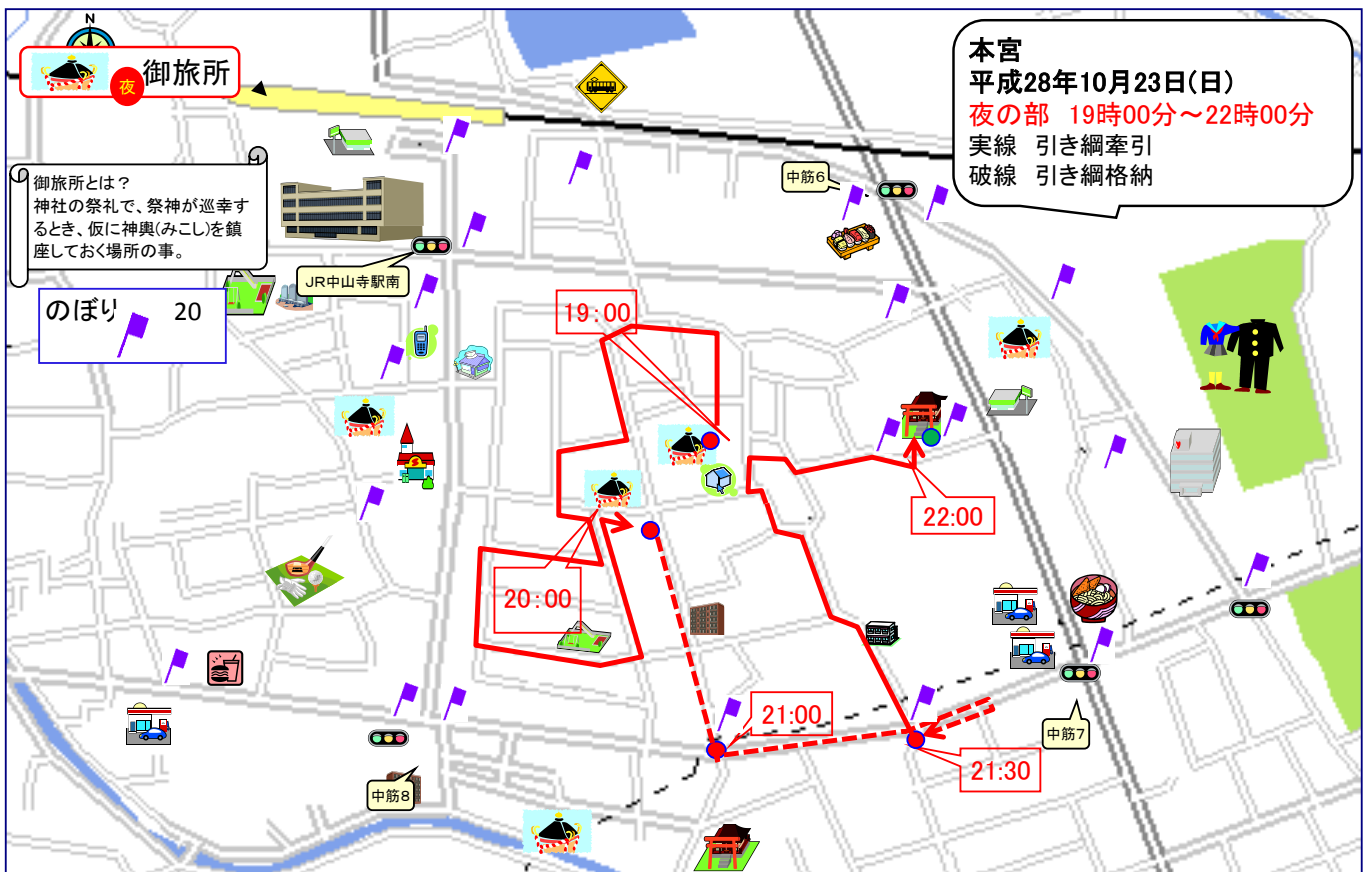 N
夜 御旅所
本宮
平成28年10月23日(日)
夜の部 19時00分～22時00分
実線 引き綱牽引
破線 引き綱格納
御旅所とは？
神社の祭礼で、祭神が巡幸す
るとき、仮に神輿(みこし)を鎮
座しておく場所の事。
中筋6
JR中山寺駅南
のぼり 20
19：00
22:00
20：00
21:00
21:30
中筋7
中筋8